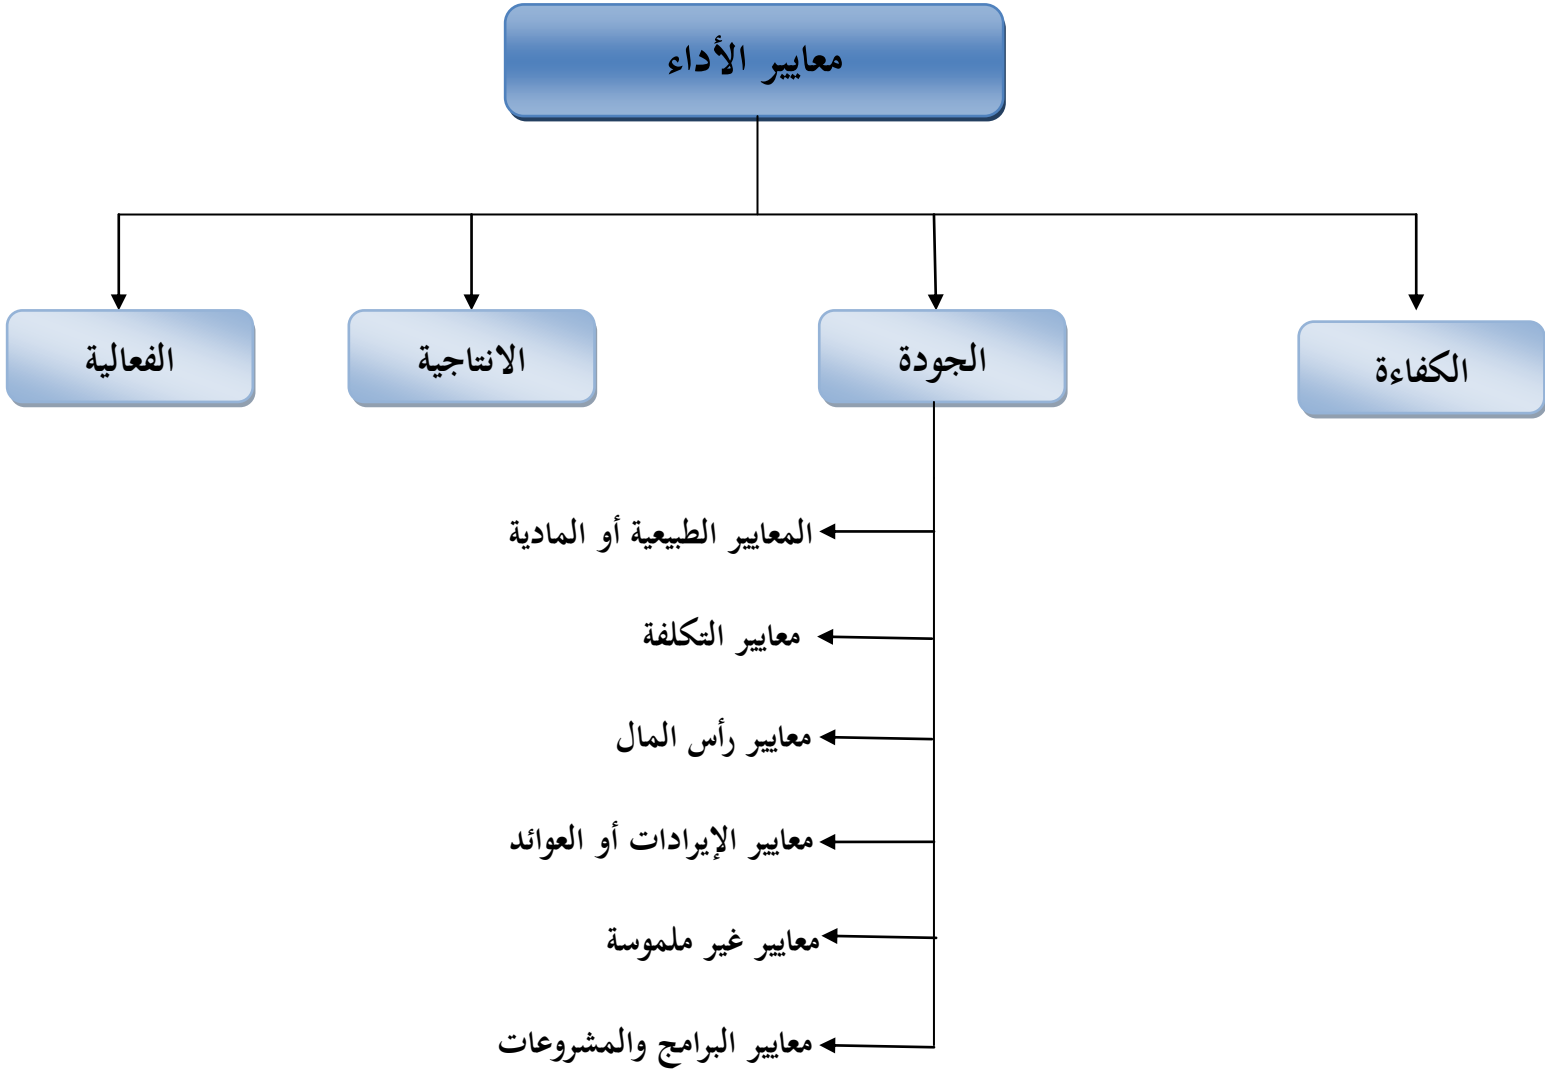 معايير الأداء
الكفاءة
الجودة
الانتاجية
الفعالية
المعايير الطبيعية أو المادية
معايير التكلفة
معايير رأس المال
معايير الإيرادات أو العوائد
معايير غير ملموسة
معايير البرامج والمشروعات